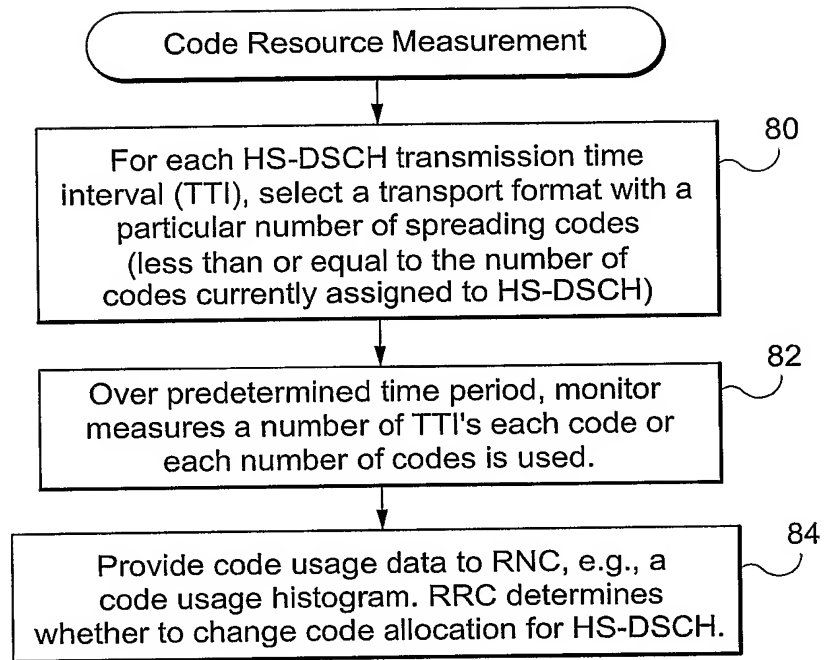 Code Resource Measurement
80
For each HS-DSCH transmission time
interval (TTI), select a transport format with a
particular number of spreading codes
(less than or equal to the number of
codes currently assigned to HS-DSCH)
82
Over predetermined time period, monitor
measures a number of TTI's each code or
each number of codes is used.
84
Provide code usage data to RNC, e.g., a
code usage histogram. RRC determines
whether to change code allocation for HS-DSCH.